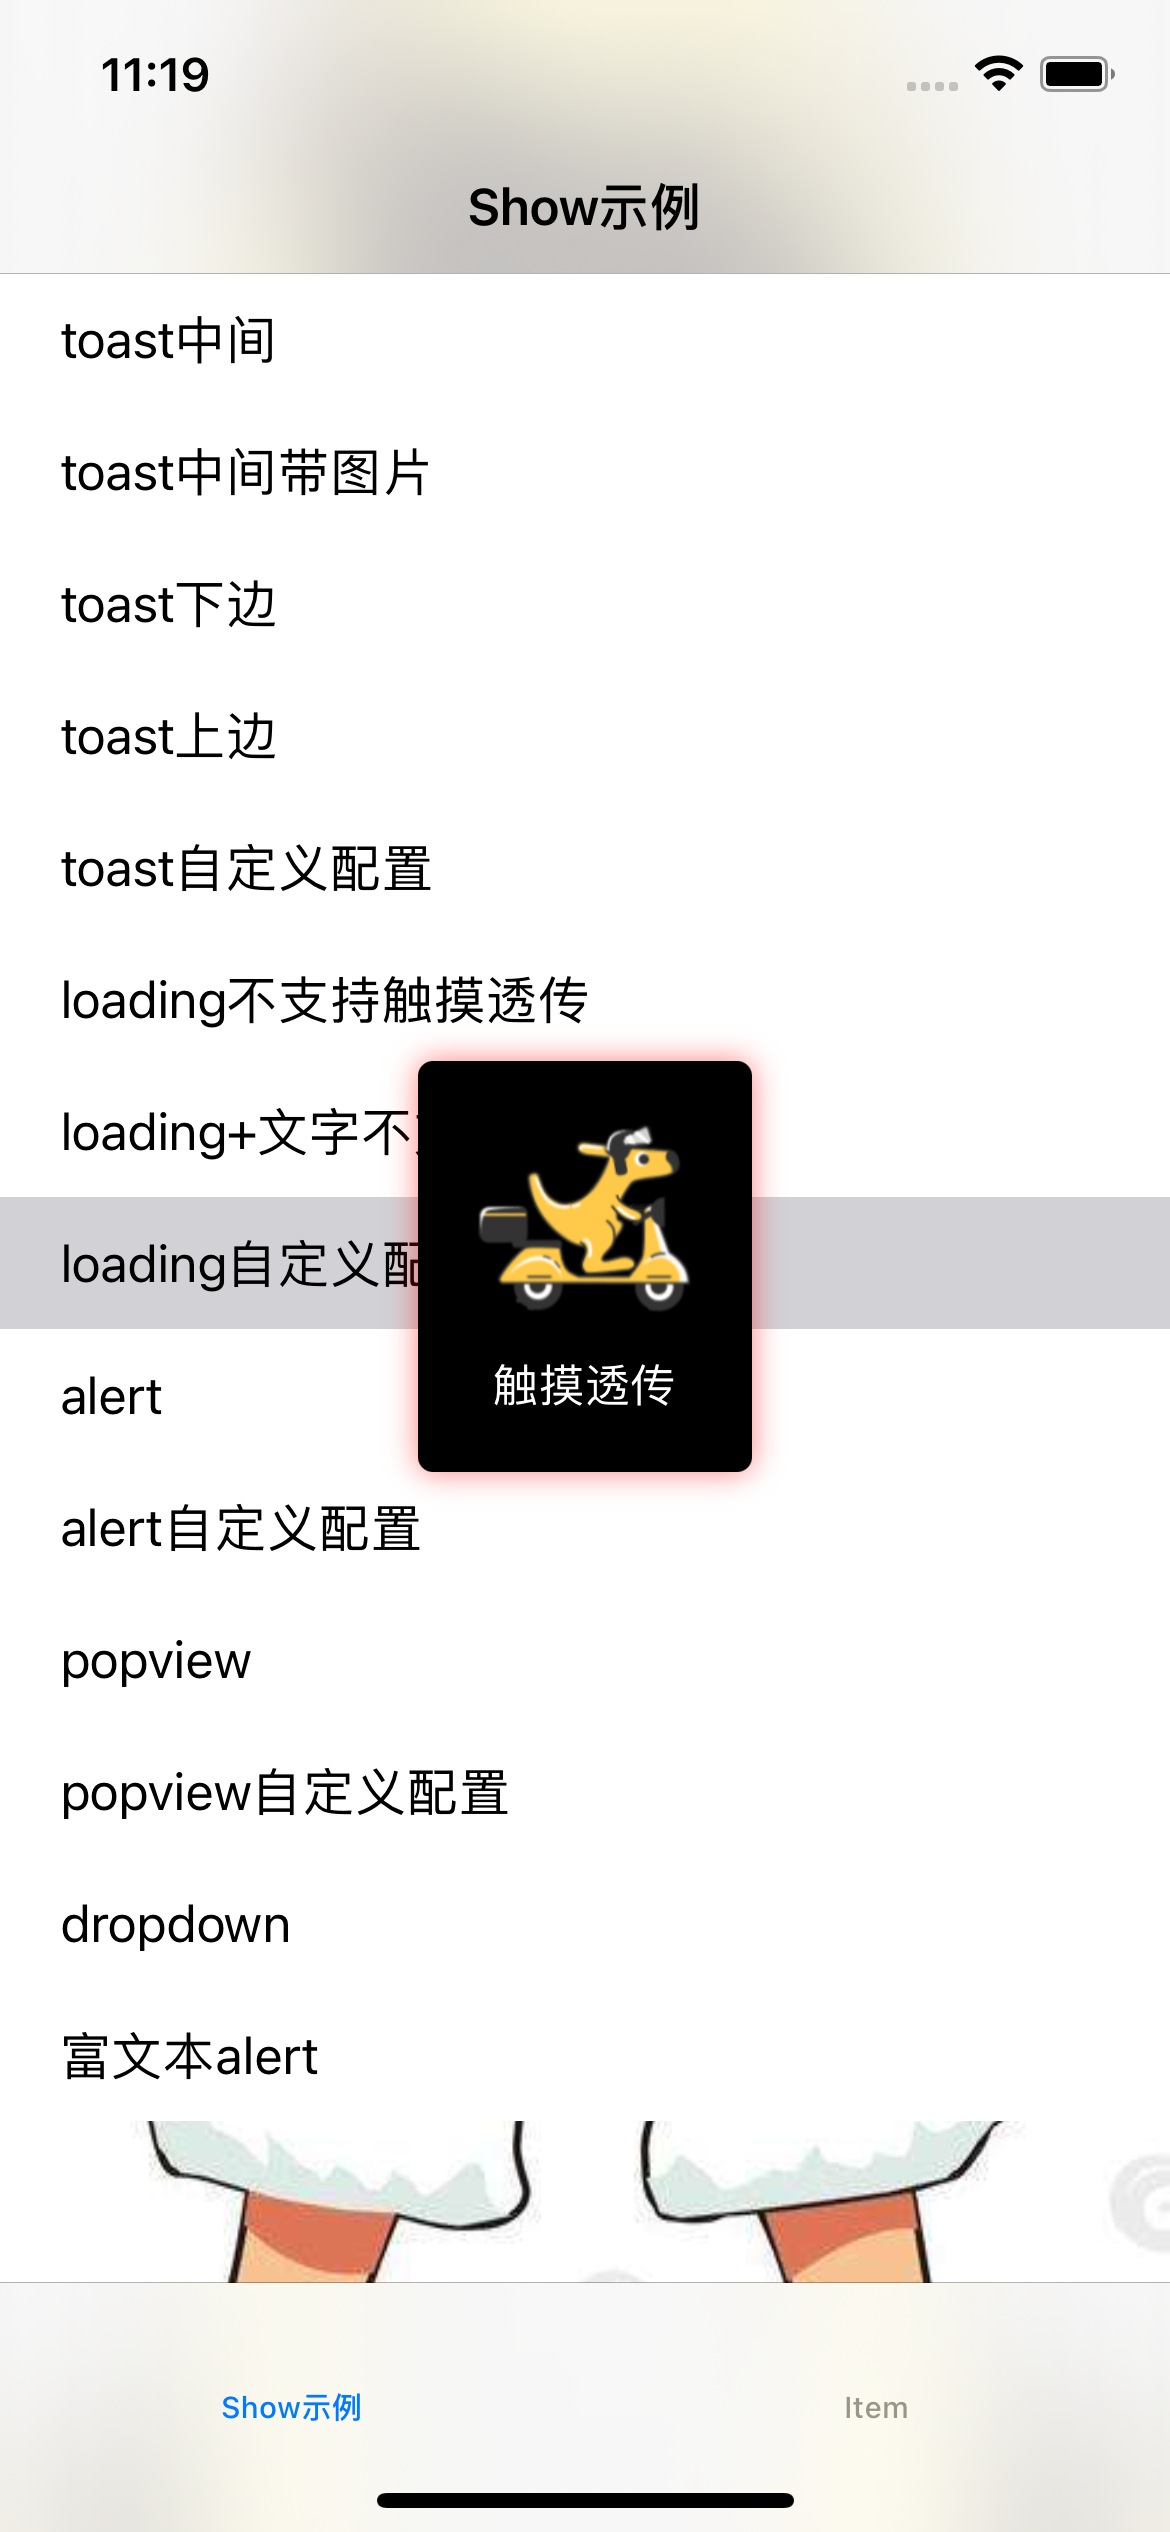 11:19
Show示例
toast中间
toast中间带图片
toast下边
toast上边
toast自定义配置
loading不支持触摸透传
loading+文字不
loading自定义配
触摸透传
alert
alert自定义配置
popview
popview自定义配置
dropdown
富文本alert
Show示例
Item